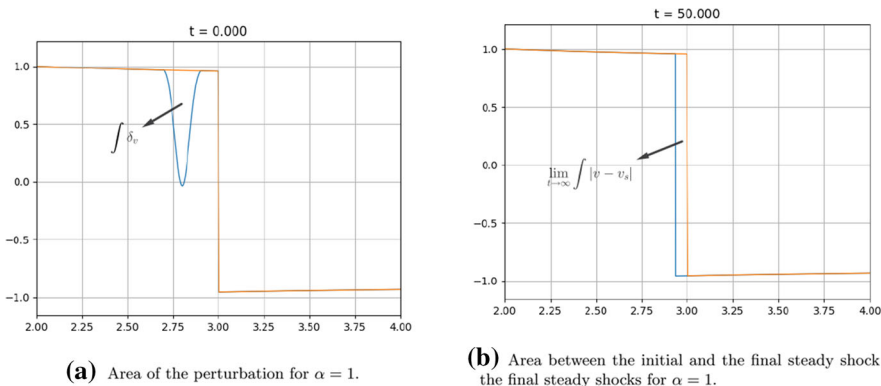 t = 0.000
1.0
0.5
0.0
−0.5
−1.0
∫ δ_v
2.00 2.25 2.50 2.75 3.00 3.25 3.50 3.75 4.00
(a) Area of the perturbation for α = 1.
t = 50.000
1.0
0.5
0.0
−0.5
−1.0
lim_{t→∞} ∫ |v − v_s|
2.00 2.25 2.50 2.75 3.00 3.25 3.50 3.75 4.00
(b) Area between the initial and the final steady shock
the final steady shocks for α = 1.